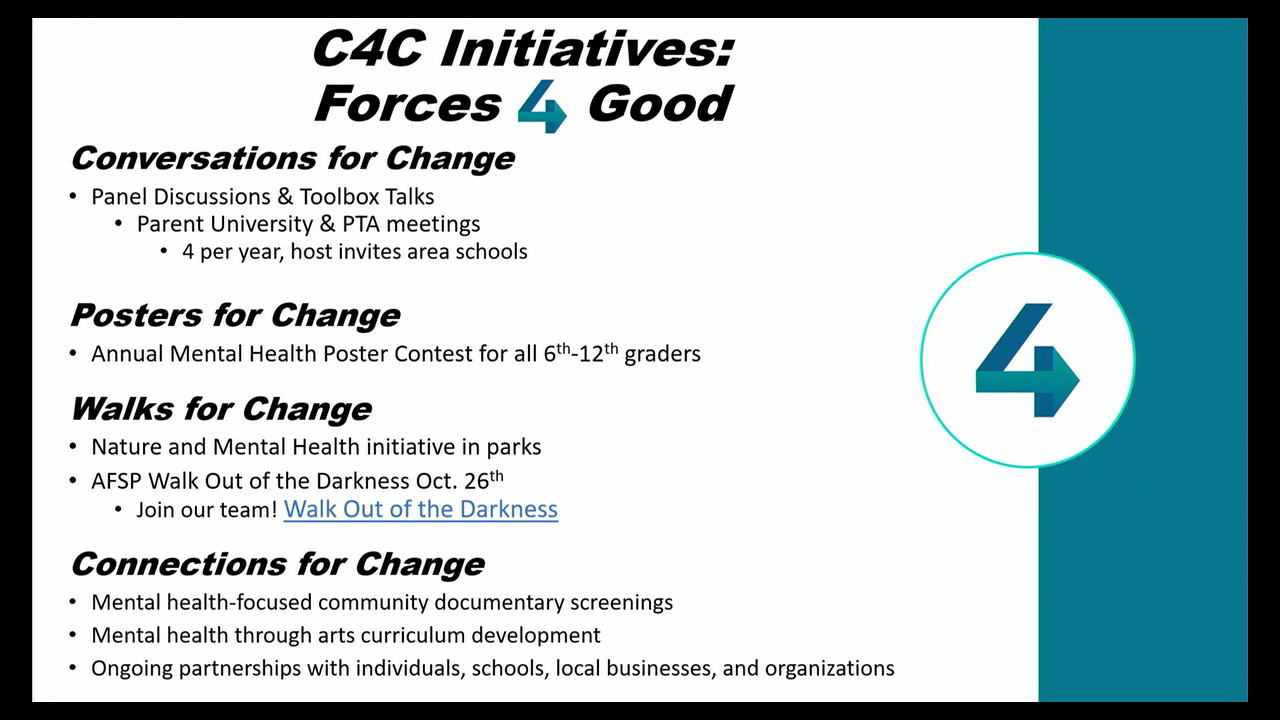 C4C Initiatives:
Forces 4 Good
Conversations for Change
• Panel Discussions & Toolbox Talks
• Parent University & PTA meetings
• 4 per year, host invites area schools
Posters for Change
• Annual Mental Health Poster Contest for all 6th-12th graders
Walks for Change
• Nature and Mental Health initiative in parks
• AFSP Walk Out of the Darkness Oct. 26th
• Join our team! Walk Out of the Darkness
Connections for Change
• Mental health-focused community documentary screenings
• Mental health through arts curriculum development
• Ongoing partnerships with individuals, schools, local businesses, and organizations
4